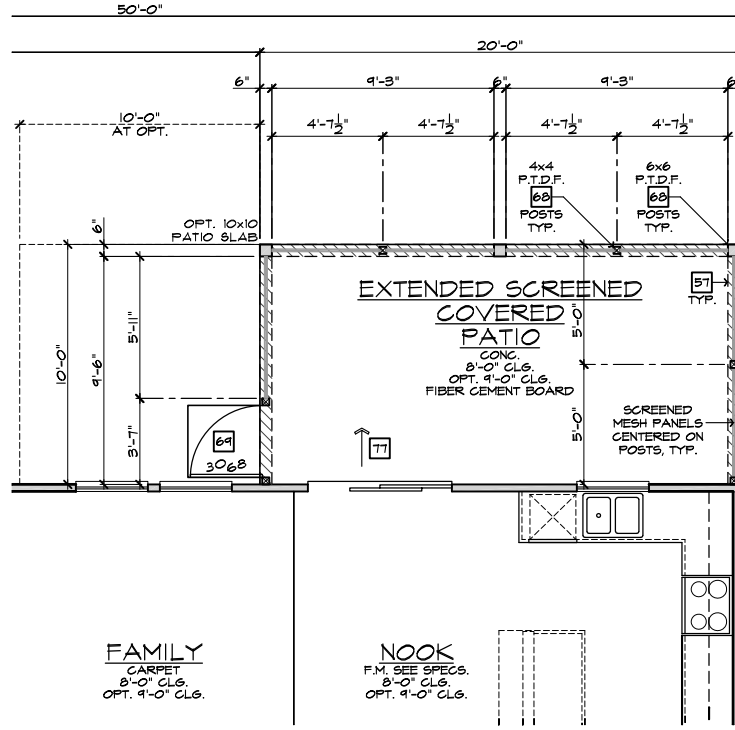 50'-0"
20'-0"
6" 9'-3" 6" 9'-3" 6
10'-0"
AT OPT.
4'-7½" 4'-7½" 4'-7½" 4'-7½"
4x4
P.T.D.F.
68
POSTS
TYP.
6x6
P.T.D.F.
68
POSTS
TYP.
OPT. 10x10
PATIO SLAB
6"
10'-0"
9'-6"
5'-11"
3'-7"
EXTENDED SCREENED
COVERED
PATIO
CONC.
8'-0" CLG.
OPT. 9'-0" CLG.
FIBER CEMENT BOARD
5'-0"
5'-0"
57
TYP.
SCREENED
MESH PANELS
CENTERED ON
POSTS, TYP.
69
3068
77
FAMILY
CARPET
8'-0" CLG.
OPT. 9'-0" CLG.
NOOK
F.M. SEE SPECS.
8'-0" CLG.
OPT. 9'-0" CLG.